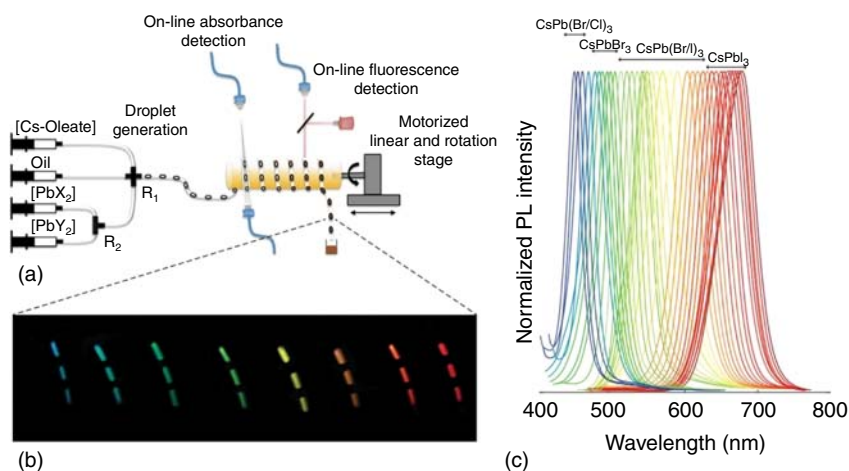 On-line absorbance
detection
On-line fluorescence
detection
Droplet
generation
Motorized
linear and rotation
stage
[Cs-Oleate]
Oil
[PbX2]
[PbY2]
R1
R2
(a)
(b)
CsPb(Br/Cl)3
CsPbBr3
CsPb(Br/I)3
CsPbI3
Normalized PL intensity
400 500 600 700 800
Wavelength (nm)
(c)